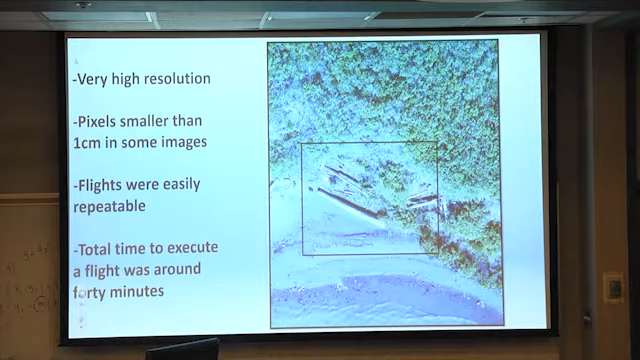 -Very high resolution
-Pixels smaller than
1cm in some images
-Flights were easily
repeatable
-Total time to execute
a flight was around
forty minutes